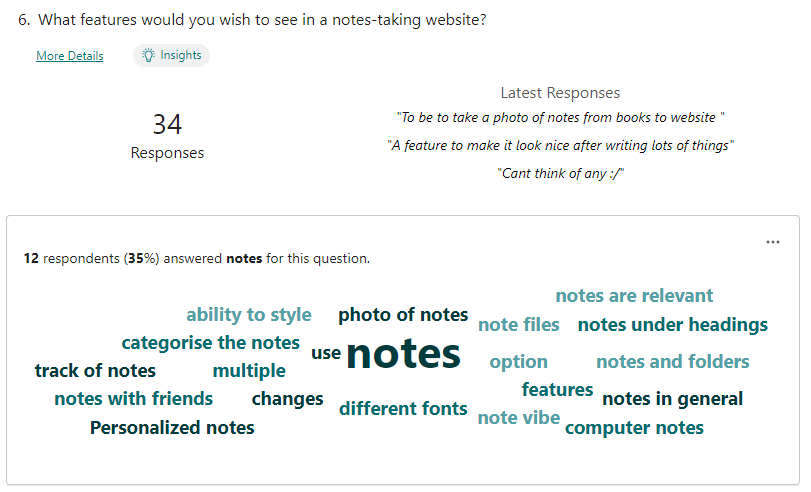 6. What features would you wish to see in a notes-taking website?
More Details
Insights
34
Responses
Latest Responses
"To be to take a photo of notes from books to website "
"A feature to make it look nice after writing lots of things"
"Cant think of any :/"
...
12 respondents (35%) answered notes for this question.
notes are relevant
ability to style
photo of notes
note files
notes under headings
categorise the notes
use
notes
option
notes and folders
track of notes
multiple
features
notes with friends
changes
notes in general
different fonts
note vibe
Personalized notes
computer notes